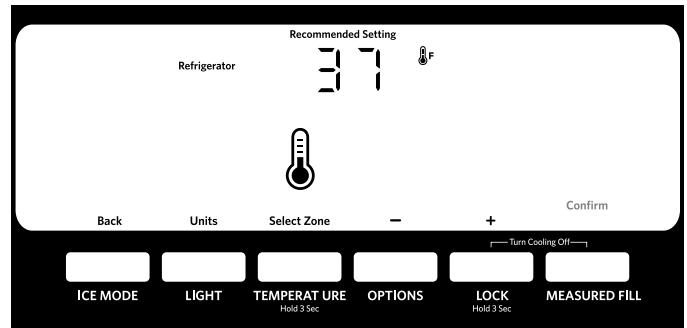 Recommended Setting
Refrigerator 37 F
Confirm
Back Units Select Zone − +
Turn Cooling Off
ICE MODE LIGHT TEMPERAT URE OPTIONS LOCK MEASURED FILL
Hold 3 Sec Hold 3 Sec